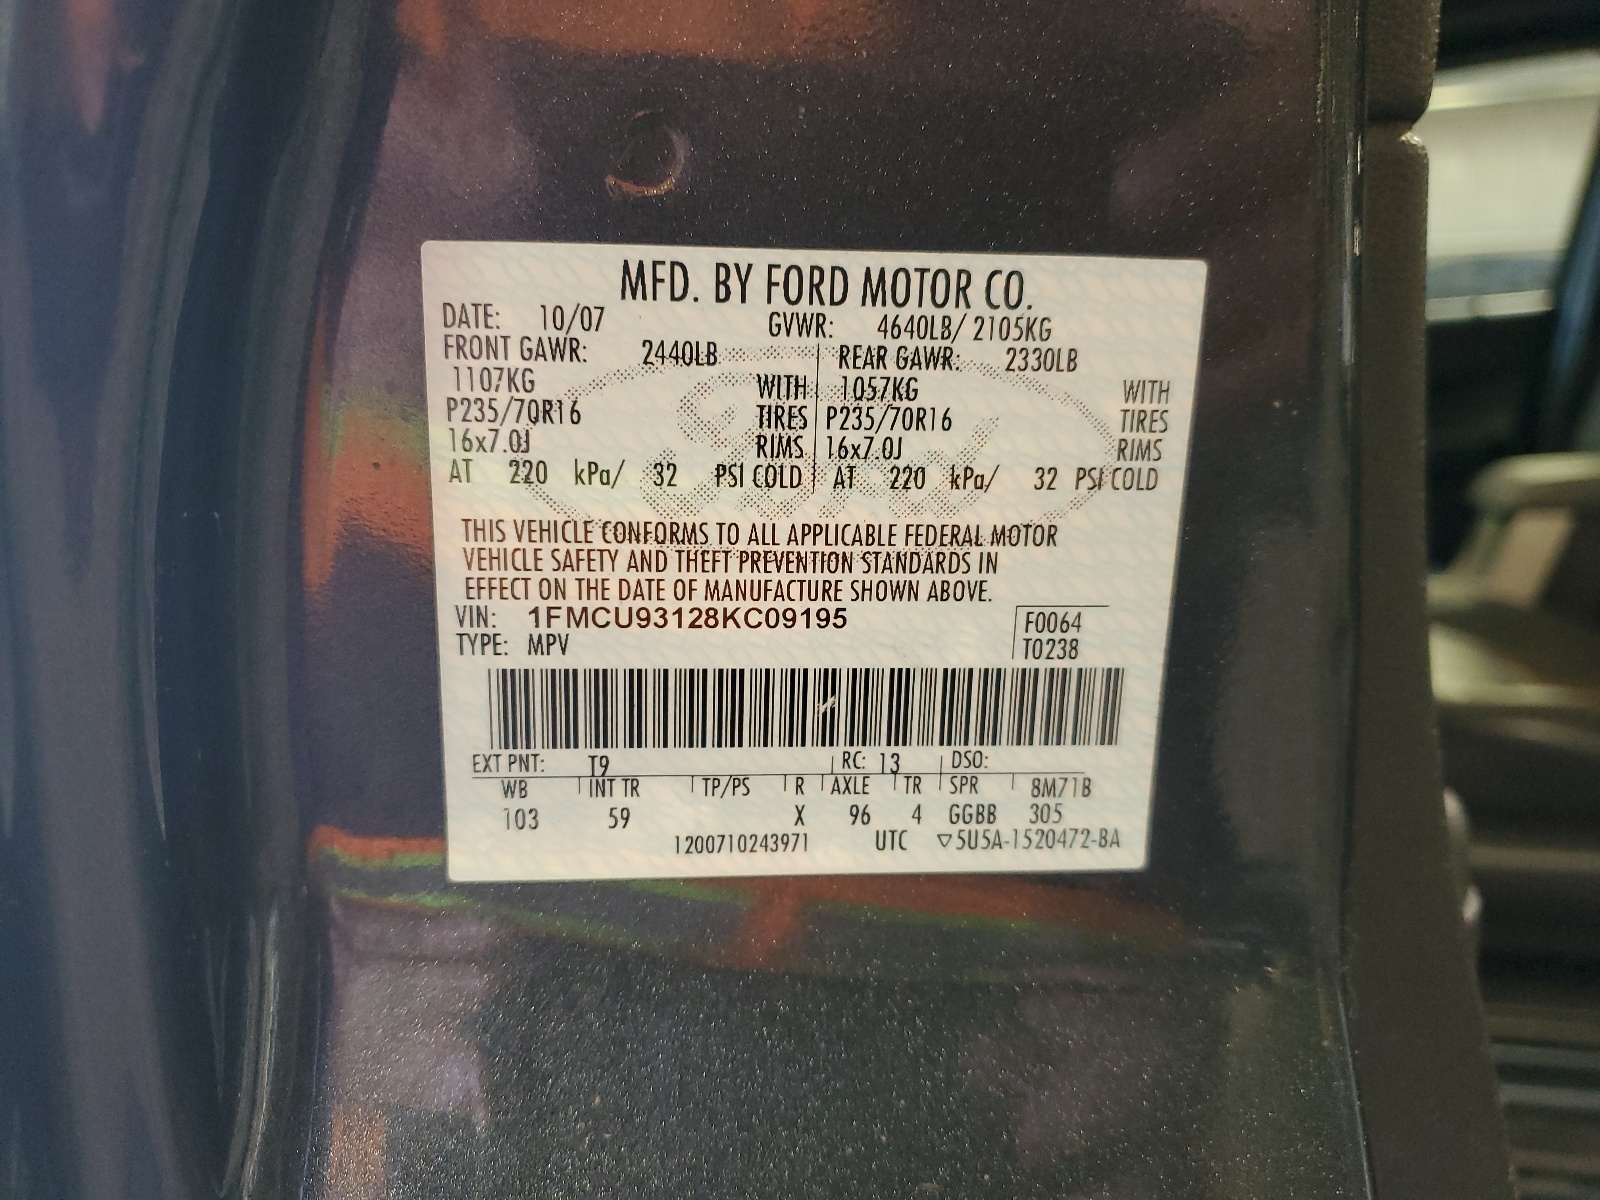 MFD. BY FORD MOTOR CO.
DATE: 10/07 GVWR: 4640LB/ 2105KG
FRONT GAWR: 2440LB REAR GAWR: 2330LB
1107KG WITH 1057KG WITH
P235/70R16 TIRES P235/70R16 TIRES
16x7.0J RIMS 16x7.0J RIMS
AT 220 kPa/ 32 PSI COLD AT 220 kPa/ 32 PSI COLD
THIS VEHICLE CONFORMS TO ALL APPLICABLE FEDERAL MOTOR
VEHICLE SAFETY AND THEFT PREVENTION STANDARDS IN
EFFECT ON THE DATE OF MANUFACTURE SHOWN ABOVE.
VIN: 1FMCU93128KC09195 F0064
TYPE: MPV T0238
EXT PNT: T9 RC: 13 DSO:
WB INT TR TP/PS R AXLE TR SPR 8M71B
103 59 X 96 4 GGBB 305
1200710243971 UTC ▽5U5A-1520472-BA